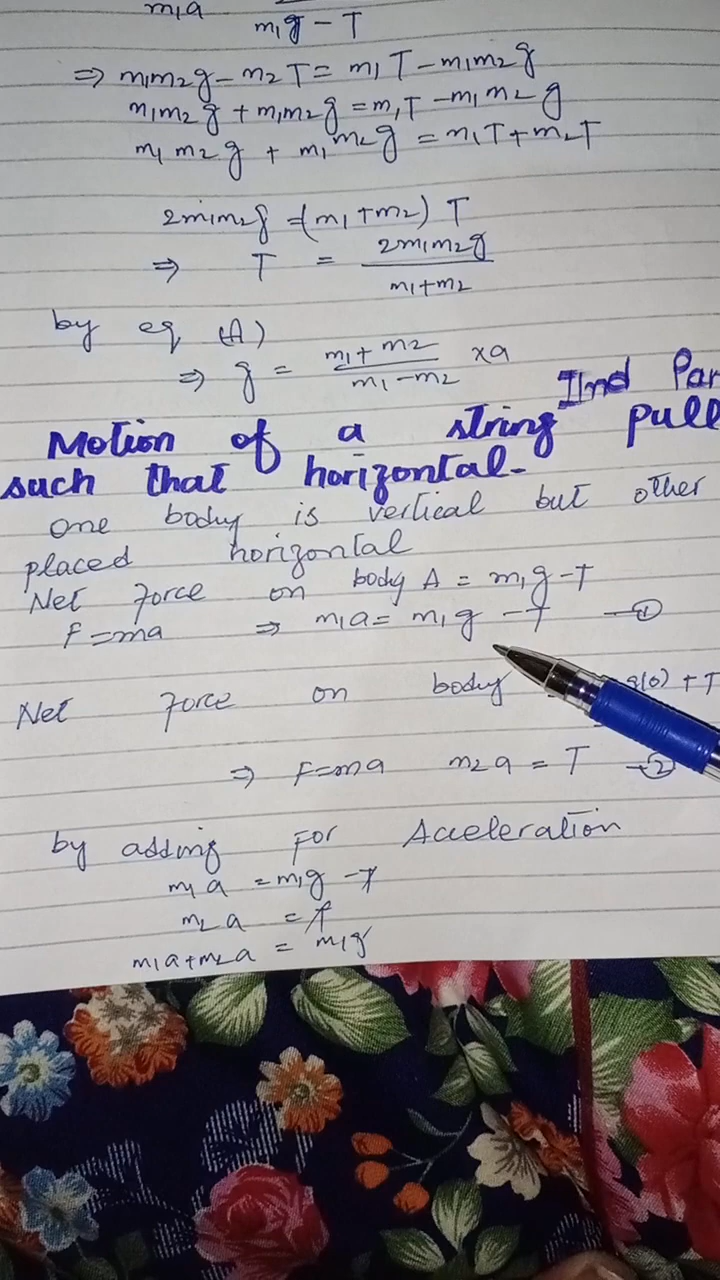 m₁a
m₁g - T
⇒ m₁m₂g - m₂T = m₁T - m₁m₂g
m₁m₂g + m₁m₂g = m₁T - m₁m₂g
m₁m₂g + m₁m₂g = m₁T + m₂T
2m₁m₂g = (m₁+m₂) T
⇒ T = 2m₁m₂g / m₁+m₂
by eq (A)
⇒ g = m₁+m₂ / m₁-m₂ × a
IInd Par
Motion of a string pull
such that horizontal.
one body is vertical but other
placed horizontal
Net force on body A = m₁g - T
F=ma ⇒ m₁a = m₁g - T —①
Net force on body g(0) + T
⇒ F=ma m₂a = T —②
by adding For Acceleration
m₁a = m₁g - T
m₂a = T
m₁a+m₂a = m₁g